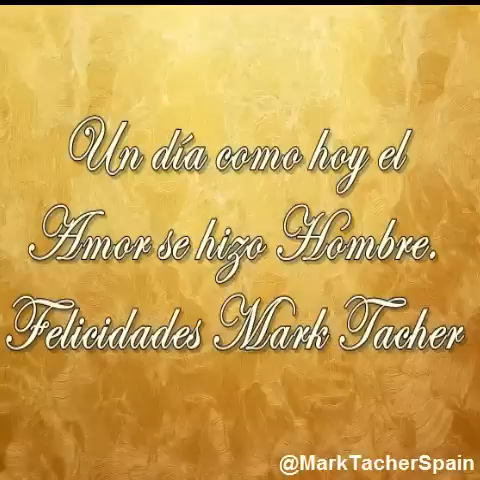 Un día como hoy el
Amor se hizo Hombre.
Felicidades Mark Tacher
@MarkTacherSpain